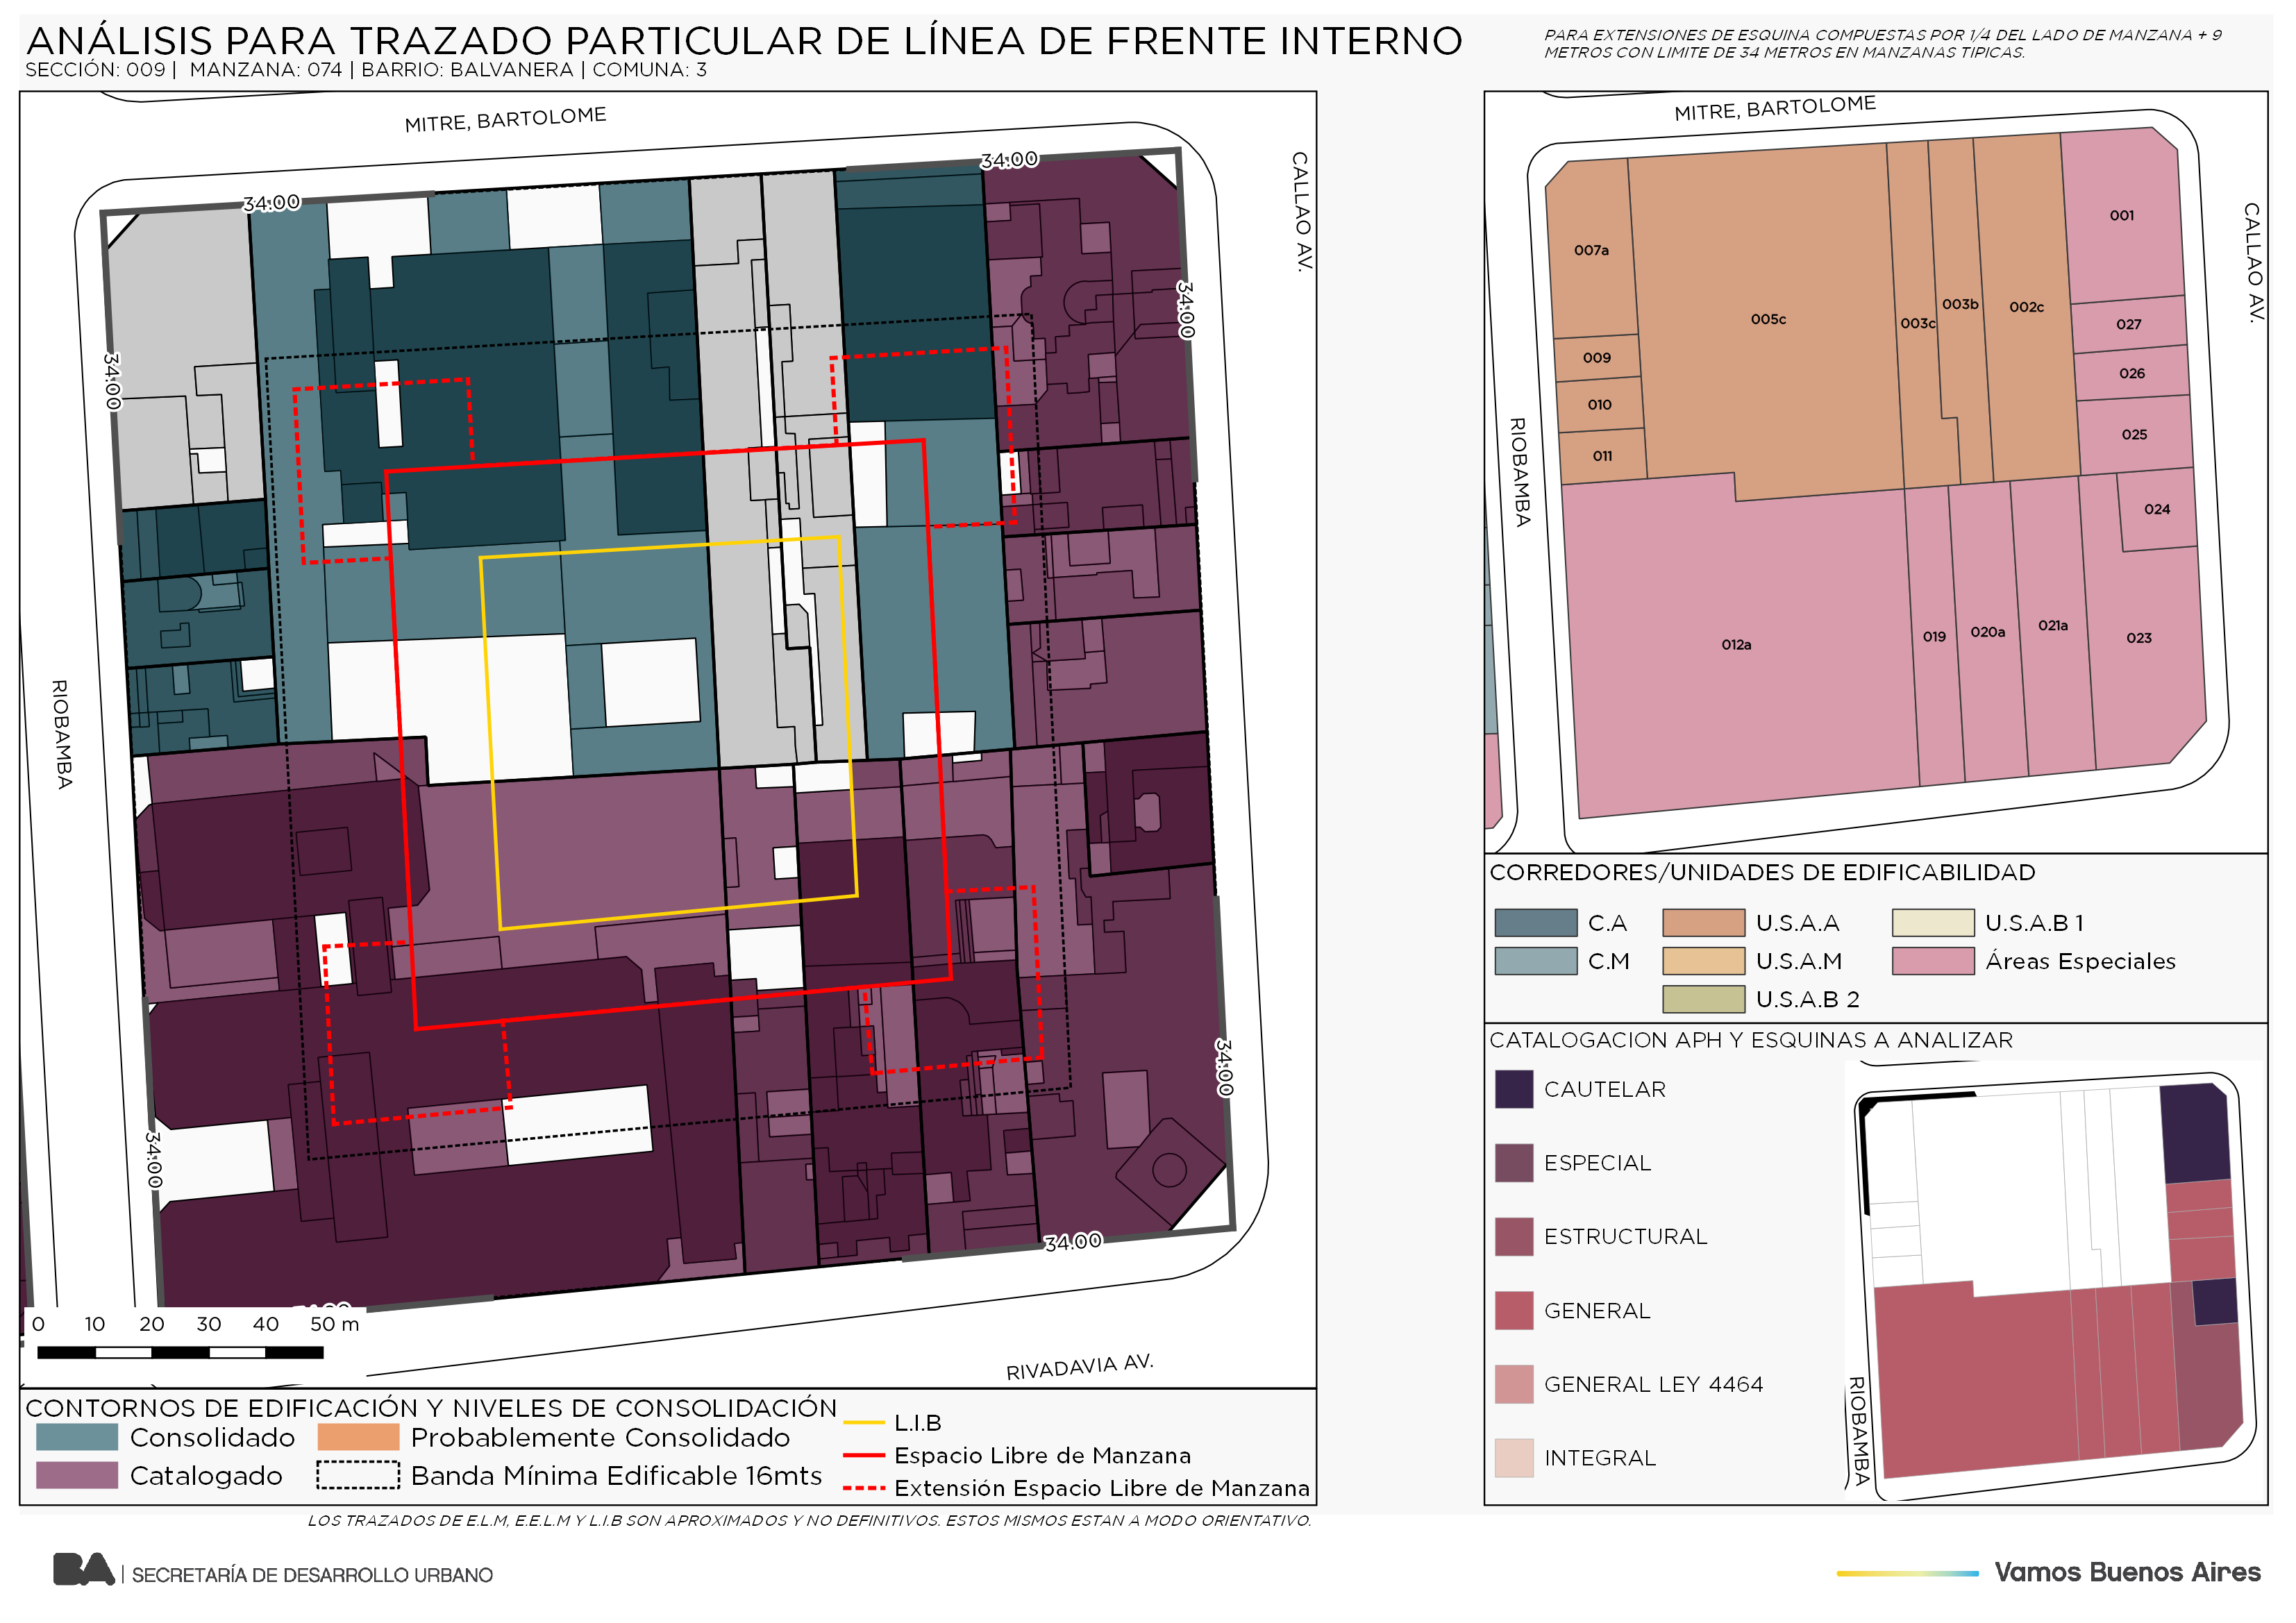 ANÁLISIS PARA TRAZADO PARTICULAR DE LÍNEA DE FRENTE INTERNO
SECCIÓN: 009 | MANZANA: 074 | BARRIO: BALVANERA | COMUNA: 3
PARA EXTENSIONES DE ESQUINA COMPUESTAS POR 1/4 DEL LADO DE MANZANA + 9
METROS CON LIMITE DE 34 METROS EN MANZANAS TIPICAS.
MITRE, BARTOLOME
CALLAO AV.
RIOBAMBA
RIVADAVIA AV.
34.00
34.00
34.00
34.00
34.00
34.00
34.00
0 10 20 30 40 50 m
CONTORNOS DE EDIFICACIÓN Y NIVELES DE CONSOLIDACIÓN
Consolidado
Probablemente Consolidado
Catalogado
Banda Mínima Edificable 16mts
L.I.B
Espacio Libre de Manzana
Extensión Espacio Libre de Manzana
LOS TRAZADOS DE E.L.M, E.E.L.M Y L.I.B SON APROXIMADOS Y NO DEFINITIVOS. ESTOS MISMOS ESTAN A MODO ORIENTATIVO.
MITRE, BARTOLOME
CALLAO AV.
RIOBAMBA
001
007a
003b
002c
005c
003c
027
009
026
010
025
011
024
012a
019
020a
021a
023
CORREDORES/UNIDADES DE EDIFICABILIDAD
C.A
U.S.A.A
U.S.A.B 1
C.M
U.S.A.M
Áreas Especiales
U.S.A.B 2
CATALOGACION APH Y ESQUINAS A ANALIZAR
CAUTELAR
ESPECIAL
ESTRUCTURAL
GENERAL
GENERAL LEY 4464
INTEGRAL
RIOBAMBA
BA | SECRETARÍA DE DESARROLLO URBANO
Vamos Buenos Aires